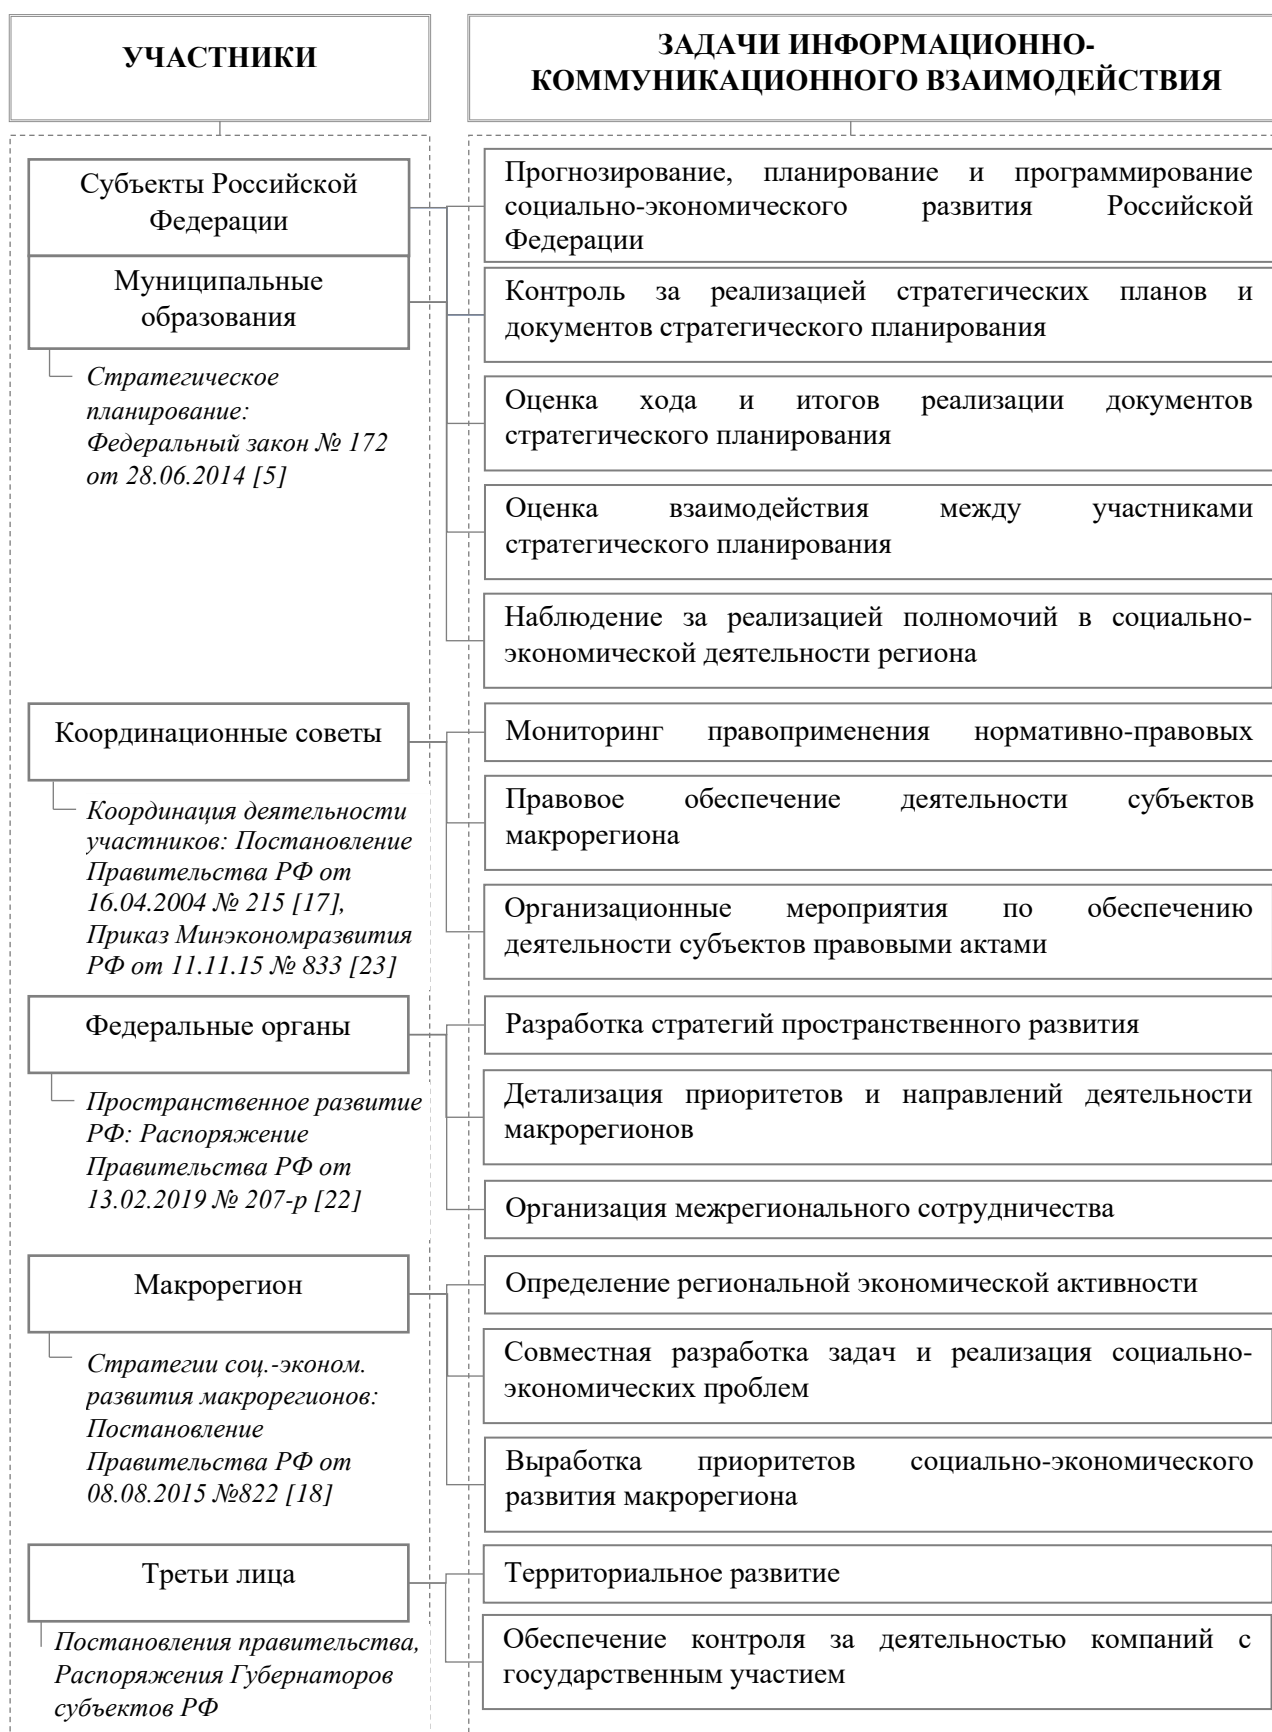 УЧАСТНИКИ
ЗАДАЧИ ИНФОРМАЦИОННО-
КОММУНИКАЦИОННОГО ВЗАИМОДЕЙСТВИЯ
Субъекты Российской
Федерации
Муниципальные
образования
Стратегическое
планирование:
Федеральный закон № 172
от 28.06.2014 [5]
Прогнозирование, планирование и программирование
социально-экономического развития Российской
Федерации
Контроль за реализацией стратегических планов и
документов стратегического планирования
Оценка хода и итогов реализации документов
стратегического планирования
Оценка взаимодействия между участниками
стратегического планирования
Наблюдение за реализацией полномочий в социально-
экономической деятельности региона
Координационные советы
Координация деятельности
участников: Постановление
Правительства РФ от
16.04.2004 № 215 [17],
Приказ Минэкономразвития
РФ от 11.11.15 № 833 [23]
Мониторинг правоприменения нормативно-правовых
Правовое обеспечение деятельности субъектов
макрорегиона
Организационные мероприятия по обеспечению
деятельности субъектов правовыми актами
Федеральные органы
Пространственное развитие
РФ: Распоряжение
Правительства РФ от
13.02.2019 № 207-р [22]
Разработка стратегий пространственного развития
Детализация приоритетов и направлений деятельности
макрорегионов
Организация межрегионального сотрудничества
Макрорегион
Стратегии соц.-эконом.
развития макрорегионов:
Постановление
Правительства РФ от
08.08.2015 №822 [18]
Определение региональной экономической активности
Совместная разработка задач и реализация социально-
экономических проблем
Выработка приоритетов социально-экономического
развития макрорегиона
Третьи лица
Постановления правительства,
Распоряжения Губернаторов
субъектов РФ
Территориальное развитие
Обеспечение контроля за деятельностью компаний с
государственным участием